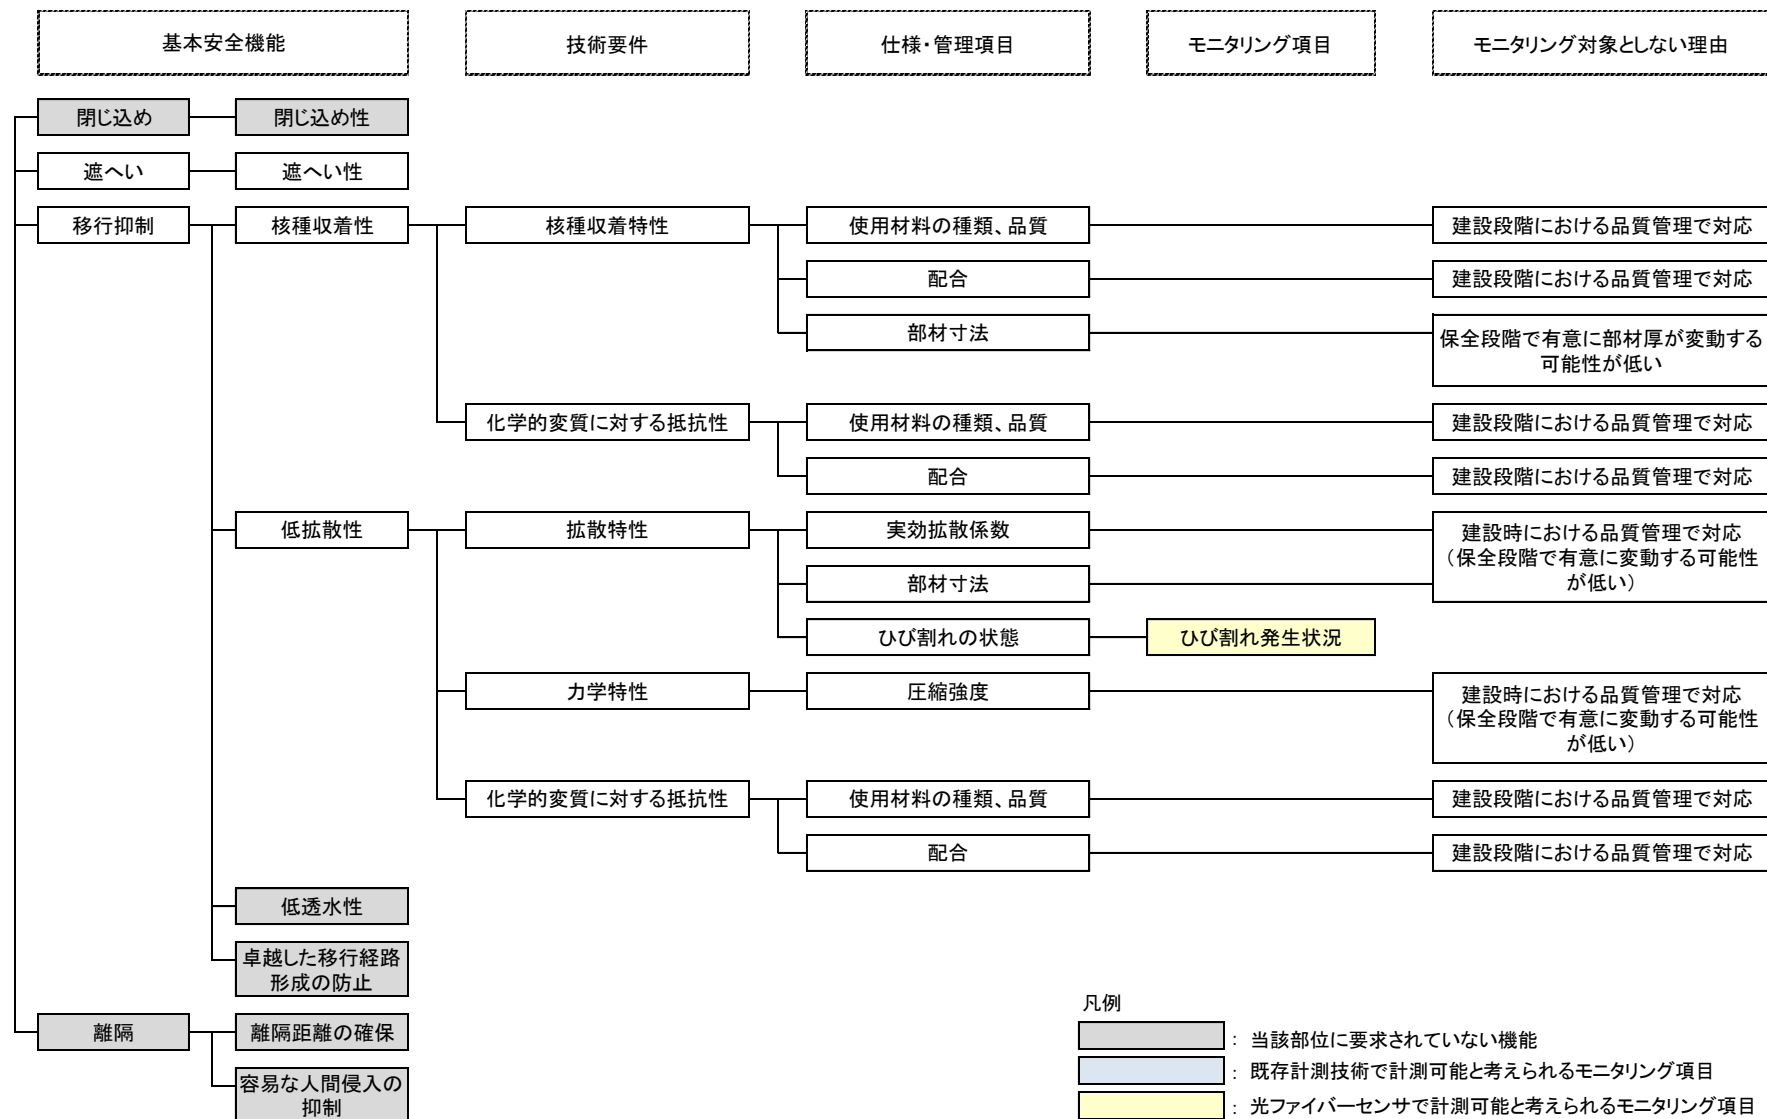 基本安全機能
技術要件
仕様・管理項目
モニタリング項目
モニタリング対象としない理由
閉じ込め
閉じ込め性
遮へい
遮へい性
移行抑制
核種収着性
核種収着特性
使用材料の種類、品質
建設段階における品質管理で対応
配合
建設段階における品質管理で対応
部材寸法
保全段階で有意に部材厚が変動する
可能性が低い
化学的変質に対する抵抗性
使用材料の種類、品質
建設段階における品質管理で対応
配合
建設段階における品質管理で対応
低拡散性
拡散特性
実効拡散係数
建設時における品質管理で対応
（保全段階で有意に変動する可能性
が低い）
部材寸法
ひび割れの状態
ひび割れ発生状況
力学特性
圧縮強度
建設時における品質管理で対応
（保全段階で有意に変動する可能性
が低い）
化学的変質に対する抵抗性
使用材料の種類、品質
建設段階における品質管理で対応
配合
建設段階における品質管理で対応
低透水性
卓越した移行経路
形成の防止
離隔
離隔距離の確保
容易な人間侵入の
抑制
凡例
： 当該部位に要求されていない機能
： 既存計測技術で計測可能と考えられるモニタリング項目
： 光ファイバーセンサで計測可能と考えられるモニタリング項目